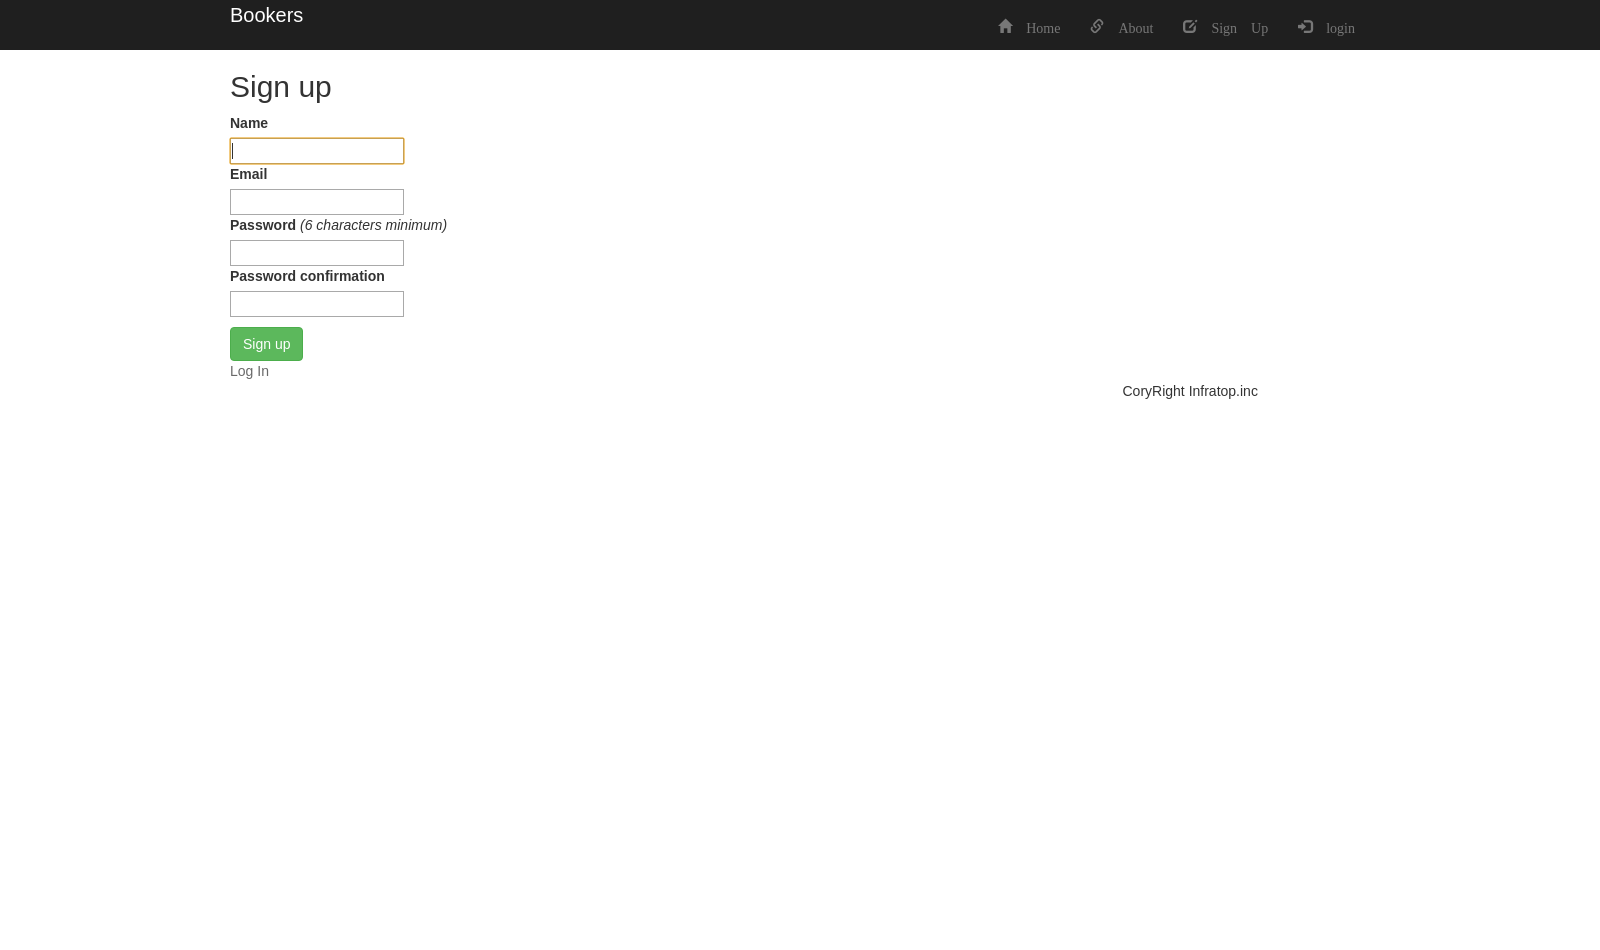 Bookers
Home About Sign Up login
Sign up
Name
Email
Password (6 characters minimum)
Password confirmation
Sign up
Log In
CoryRight Infratop.inc